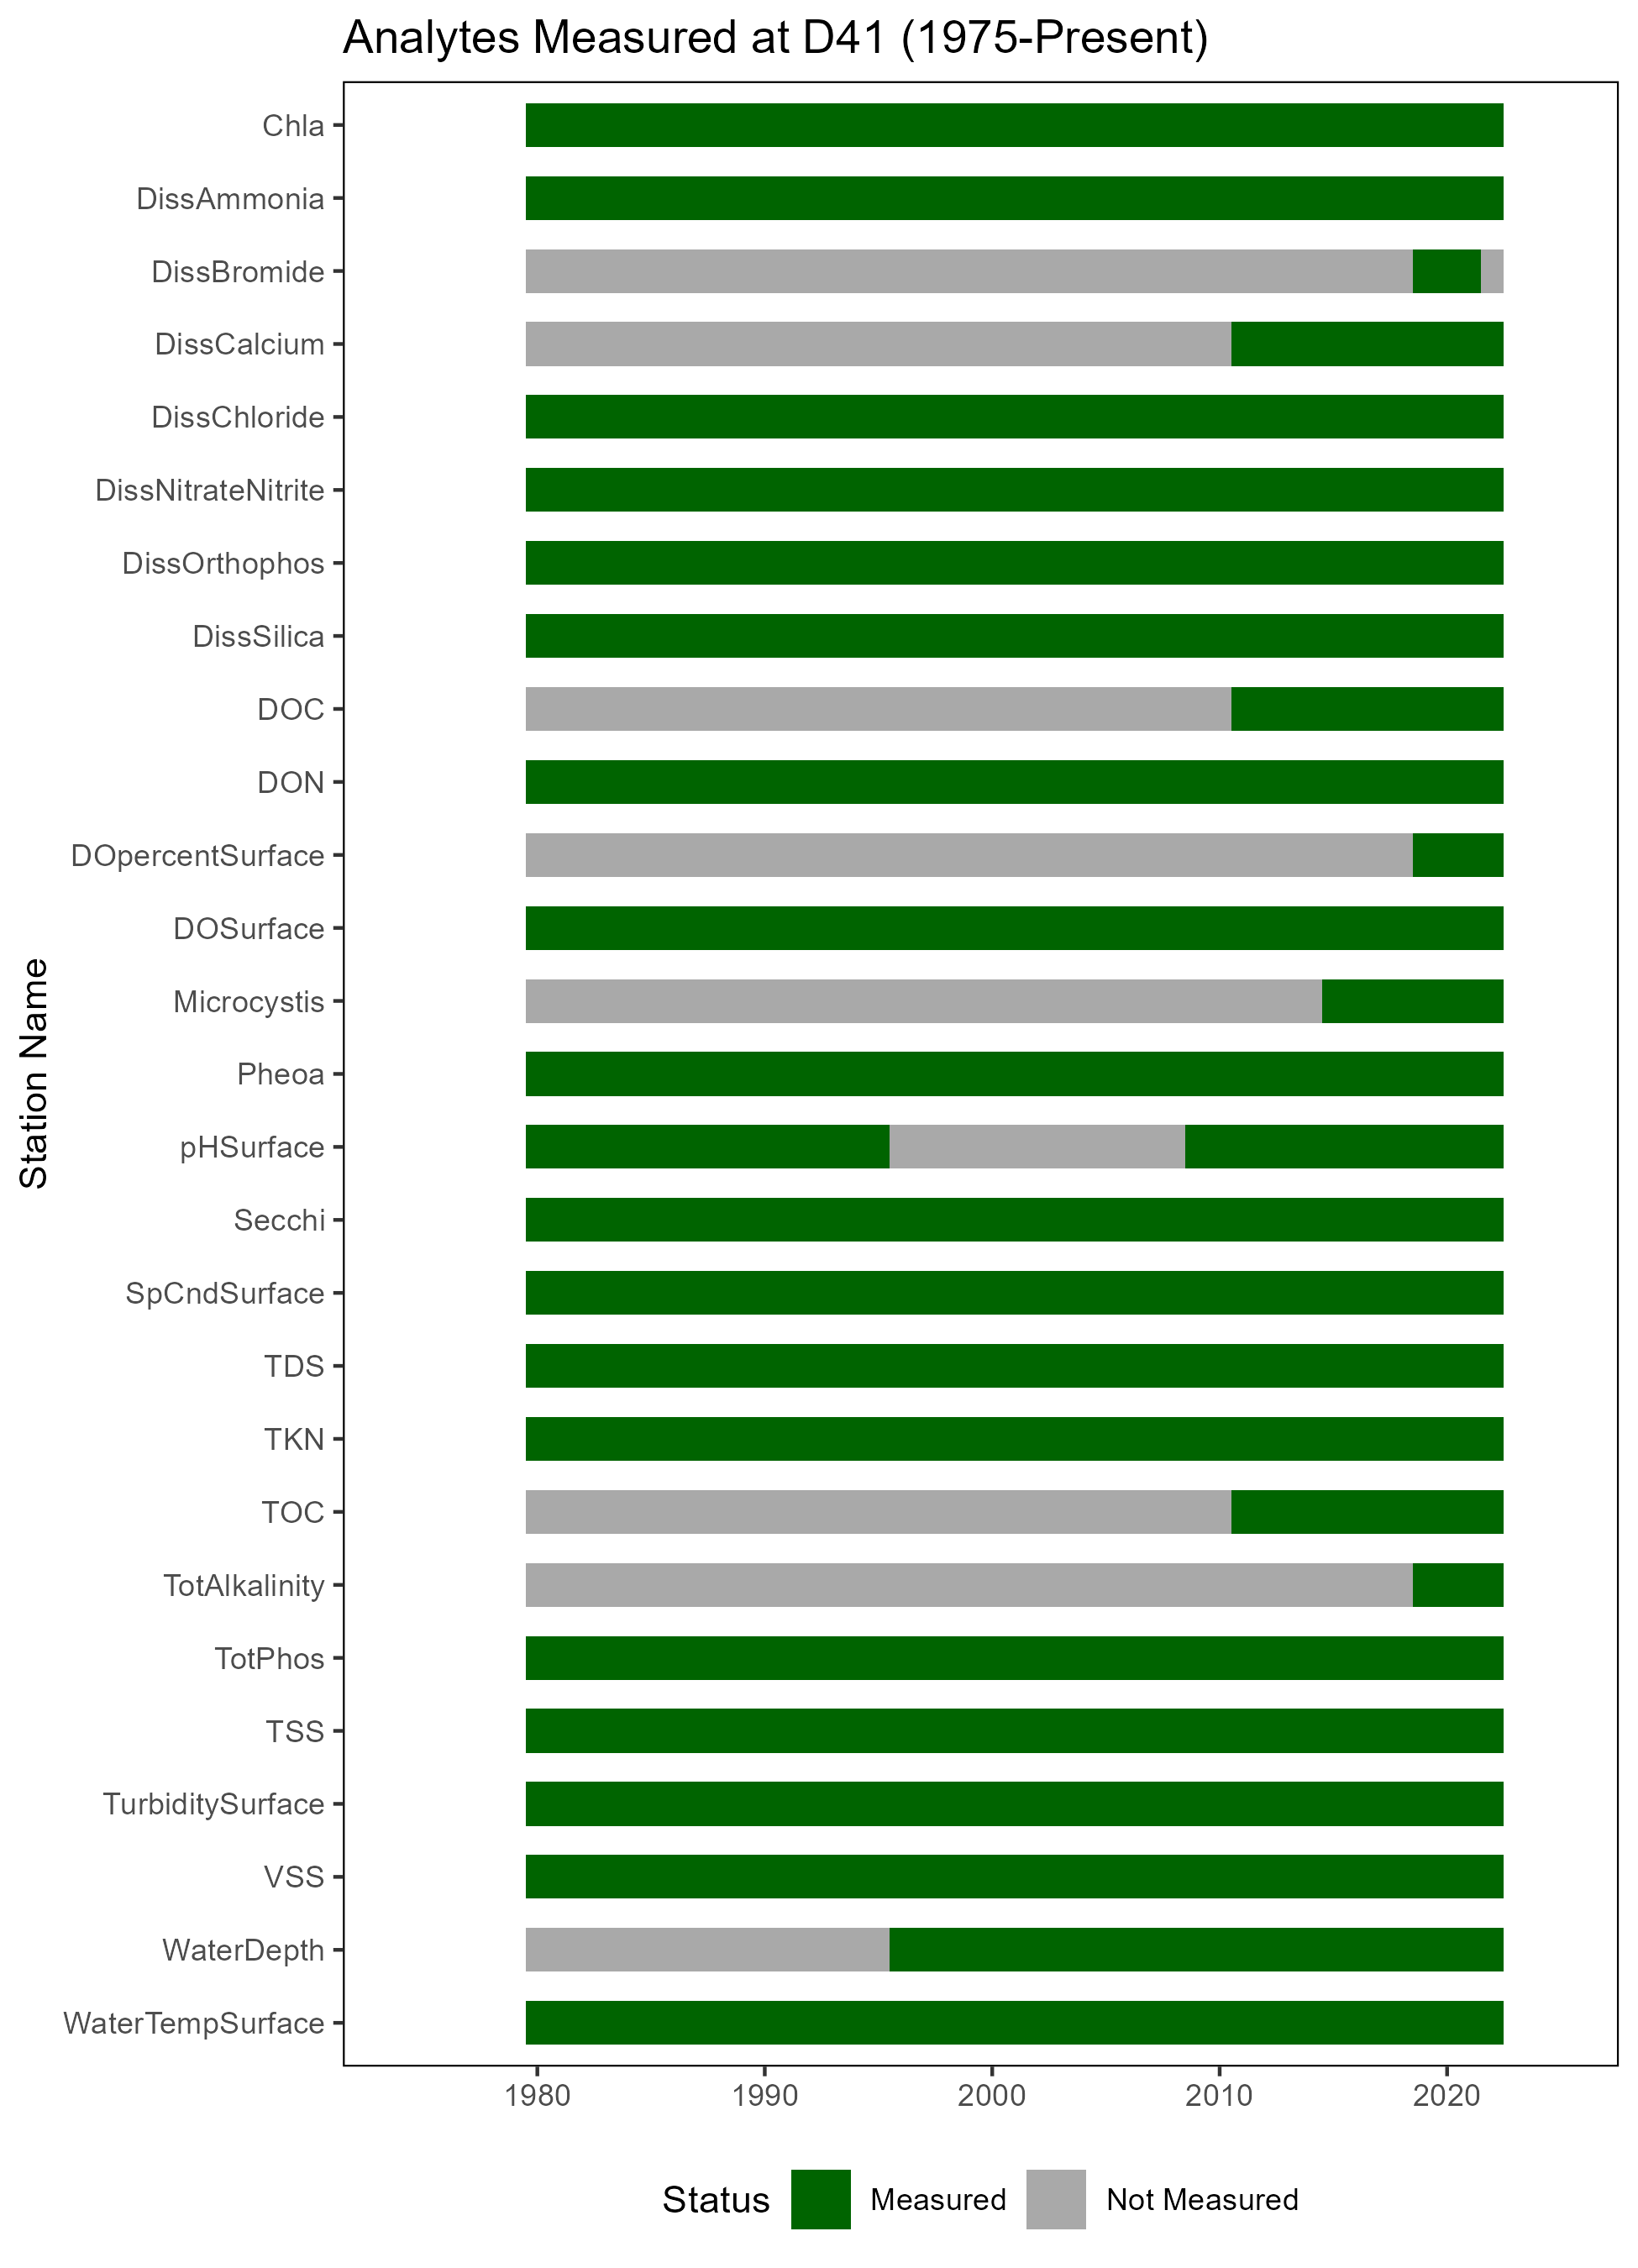 Analytes Measured at D41 (1975-Present)
Station Name
Chla
DissAmmonia
DissBromide
DissCalcium
DissChloride
DissNitrateNitrite
DissOrthophos
DissSilica
DOC
DON
DOpercentSurface
DOSurface
Microcystis
Pheoa
pHSurface
Secchi
SpCndSurface
TDS
TKN
TOC
TotAlkalinity
TotPhos
TSS
TurbiditySurface
VSS
WaterDepth
WaterTempSurface
1980 1990 2000 2010 2020
Status Measured Not Measured